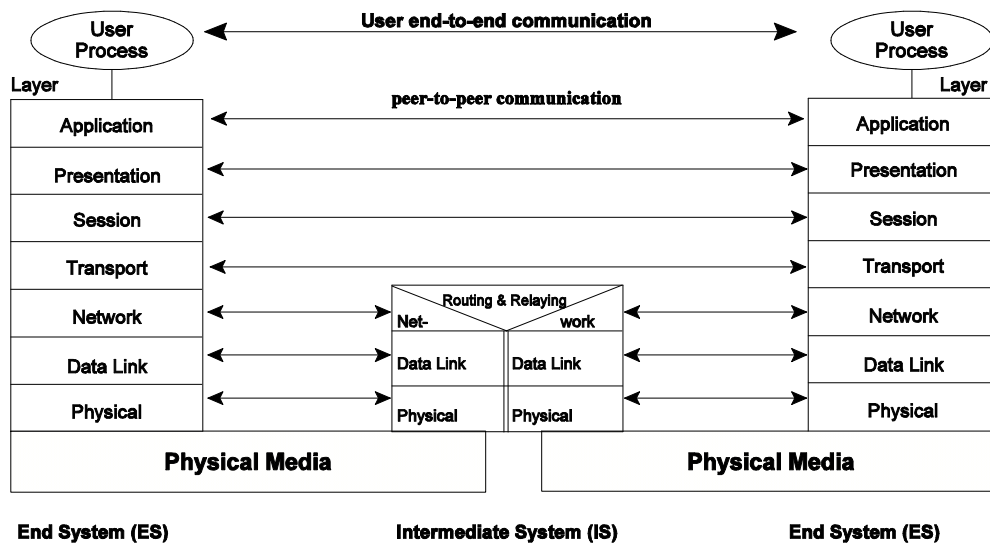 User end-to-end communication
User
Process
User
Process
Layer
Layer
peer-to-peer communication
Application
Application
Presentation
Presentation
Session
Session
Transport
Transport
Routing & Relaying
Network
Net-
work
Network
Data Link
Data Link
Data Link
Data Link
Physical
Physical
Physical
Physical
Physical Media
Physical Media
End System (ES)
Intermediate System (IS)
End System (ES)